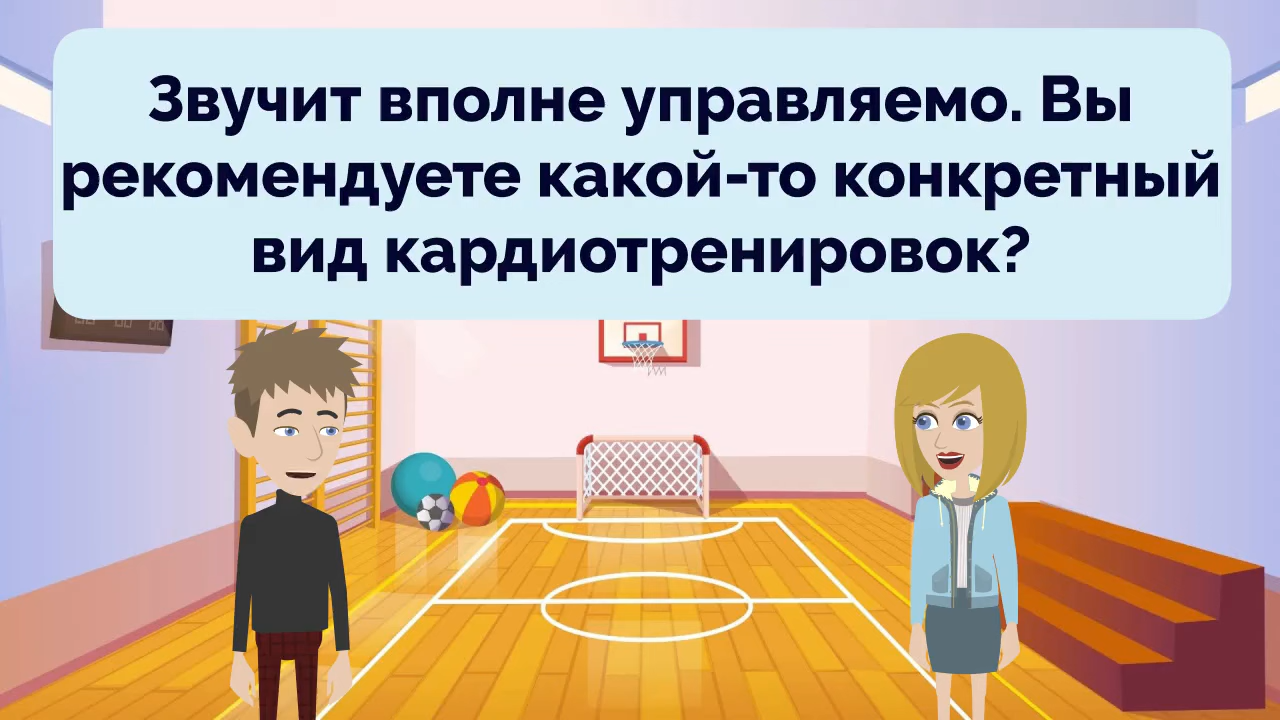 Звучит вполне управляемо. Вы
рекомендуете какой-то конкретный
вид кардиотренировок?